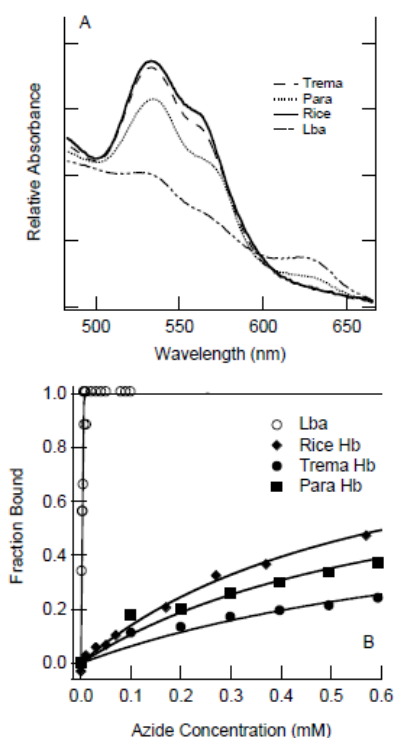 A
Relative Absorbance
Trema
Para
Rice
Lba
500 550 600 650
Wavelength (nm)
1.0
0.8
0.6
0.4
0.2
0.0
Fraction Bound
Lba
Rice Hb
Trema Hb
Para Hb
B
0.0 0.1 0.2 0.3 0.4 0.5 0.6
Azide Concentration (mM)